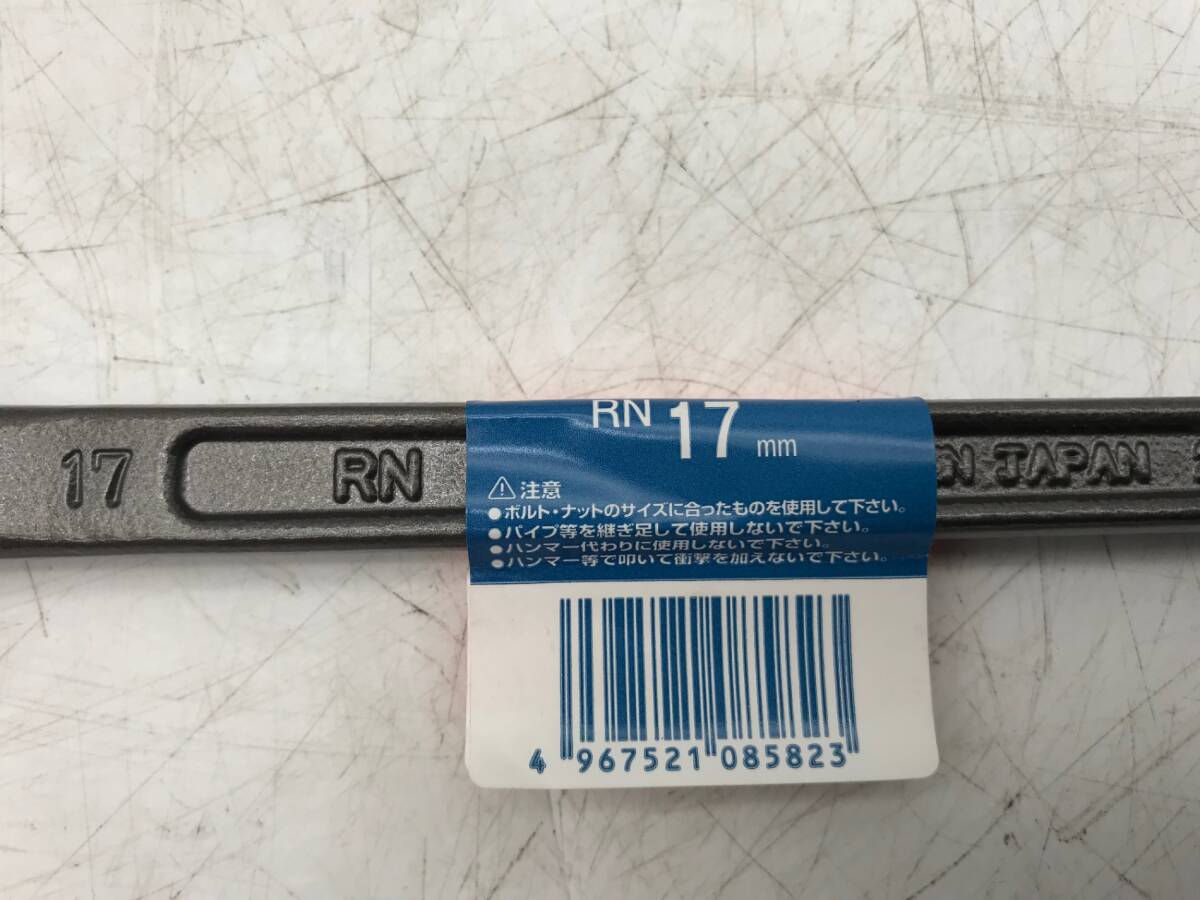 17
RN
RN 17 mm
⚠注意
●ボルト・ナットのサイズに合ったものを使用して下さい。
●パイプ等を継ぎ足して使用しないで下さい。
●ハンマー代わりに使用しないで下さい。
●ハンマー等で叩いて衝撃を加えないで下さい。
4 967521 085823
N JAPAN